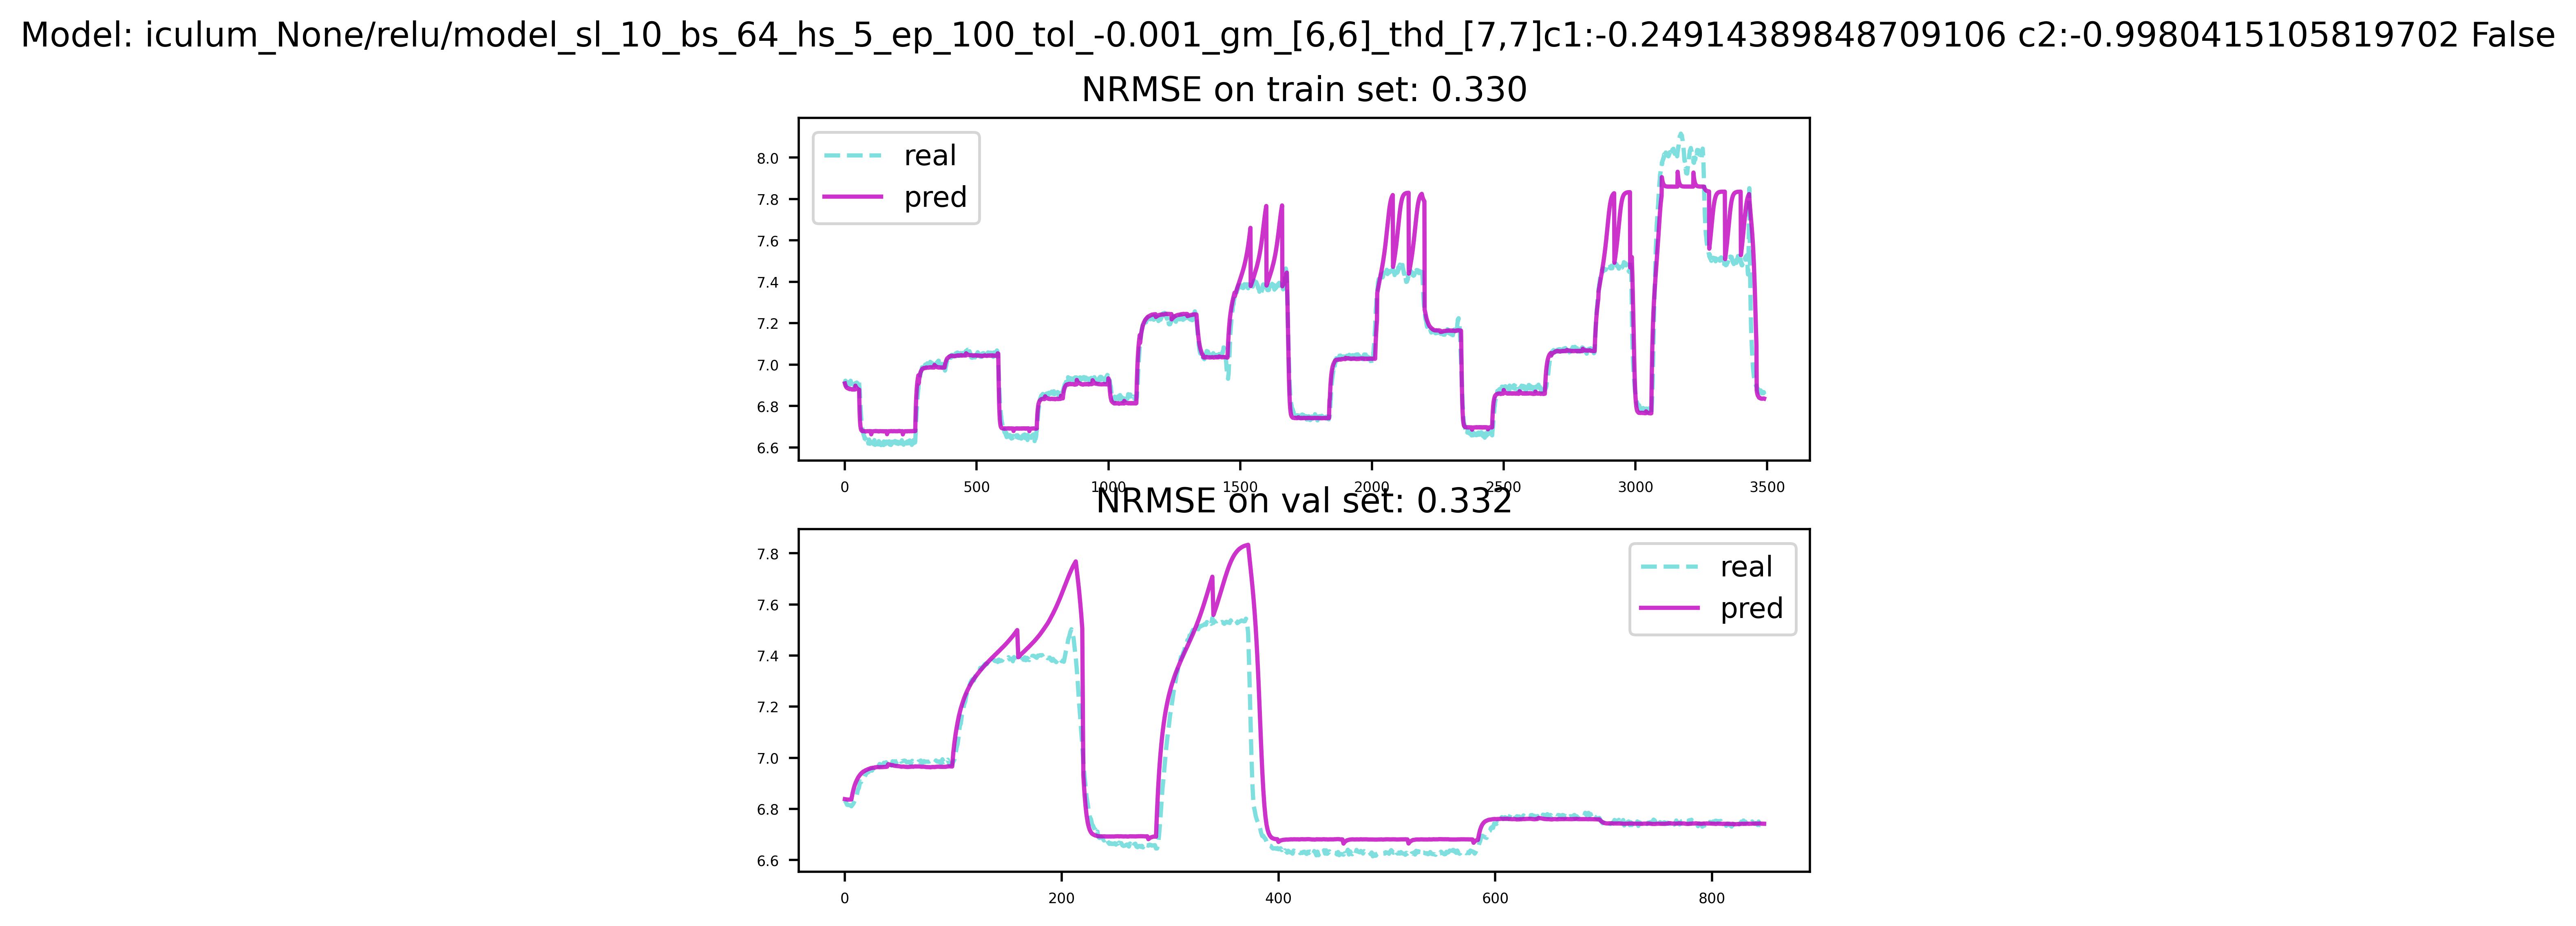 Model: iculum_None/relu/model_sl_10_bs_64_hs_5_ep_100_tol_-0.001_gm_[6,6]_thd_[7,7]c1:-0.24914389848709106 c2:-0.9980415105819702 False
NRMSE on train set: 0.330
real
pred
8.0
7.8
7.6
7.4
7.2
7.0
6.8
6.6
0 500 1000 1500 2000 2500 3000 3500
NRMSE on val set: 0.332
real
pred
7.8
7.6
7.4
7.2
7.0
6.8
6.6
0 200 400 600 800